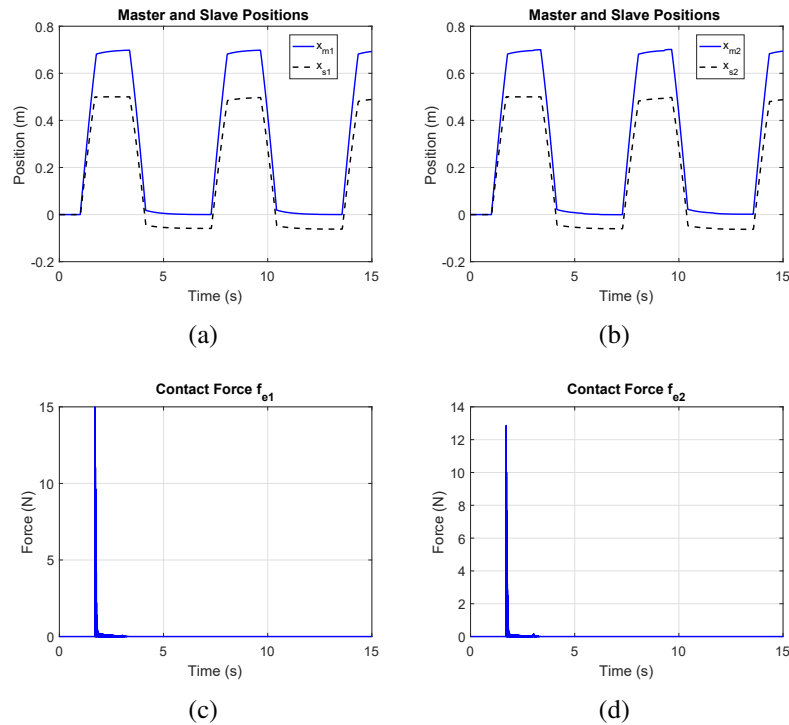 Master and Slave Positions
0.8
0.6
0.4
0.2
0
-0.2
Position (m)
x_m1
x_s1
0 5 10 15
Time (s)
(a)
Master and Slave Positions
0.8
0.6
0.4
0.2
0
-0.2
Position (m)
x_m2
x_s2
0 5 10 15
Time (s)
(b)
Contact Force f_e1
15
10
5
0
Force (N)
0 5 10 15
Time (s)
(c)
Contact Force f_e2
14
12
10
8
6
4
2
0
Force (N)
0 5 10 15
Time (s)
(d)